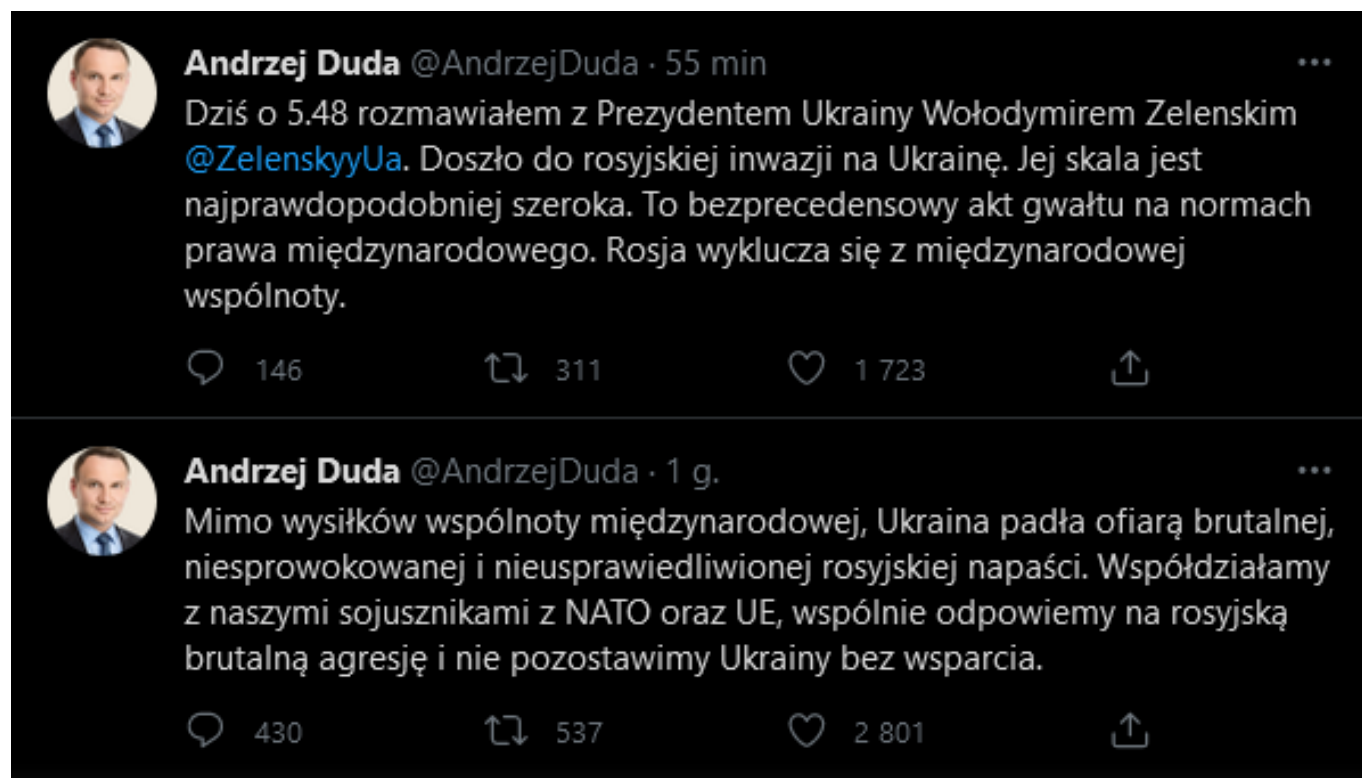 Andrzej Duda @AndrzejDuda · 55 min
Dziś o 5.48 rozmawiałem z Prezydentem Ukrainy Wołodymirem Zelenskim
@ZelenskyyUa. Doszło do rosyjskiej inwazji na Ukrainę. Jej skala jest
najprawdopodobniej szeroka. To bezprecedensowy akt gwałtu na normach
prawa międzynarodowego. Rosja wyklucza się z międzynarodowej
wspólnoty.
146 311 1 723
Andrzej Duda @AndrzejDuda · 1 g.
Mimo wysiłków wspólnoty międzynarodowej, Ukraina padła ofiarą brutalnej,
niesprowokowanej i nieusprawiedliwionej rosyjskiej napaści. Współdziałamy
z naszymi sojusznikami z NATO oraz UE, wspólnie odpowiemy na rosyjską
brutalną agresję i nie pozostawimy Ukrainy bez wsparcia.
430 537 2 801